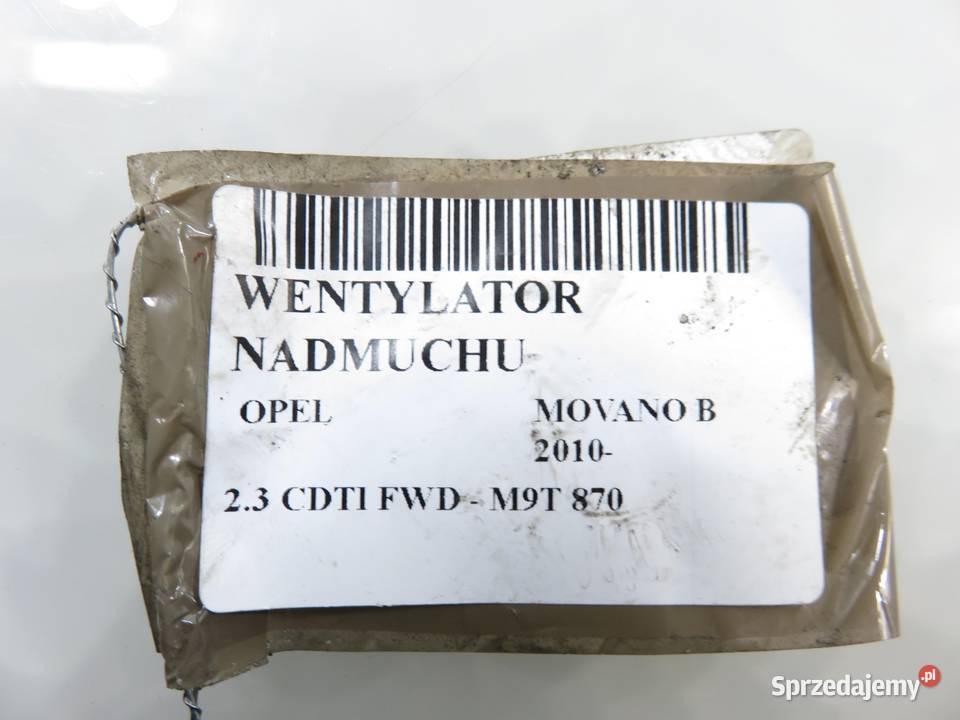 WENTYLATOR
NADMUCHU
OPEL MOVANO B
2010-
2.3 CDTI FWD - M9T 870
Sprzedajemy.pl